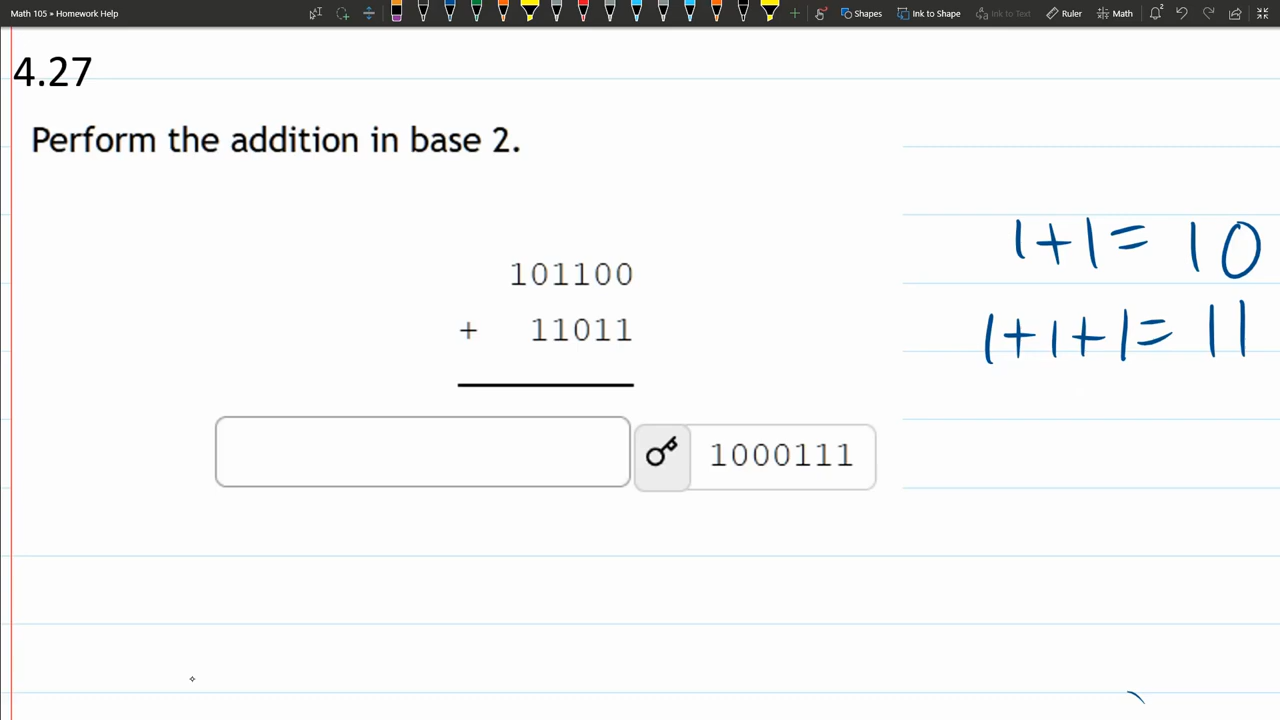 Math 105 » Homework Help
Shapes Ink to Shape Ink to Text Ruler Math
4.27
Perform the addition in base 2.
1+1= 10
101100
1+1+1= 11
+ 11011
1000111